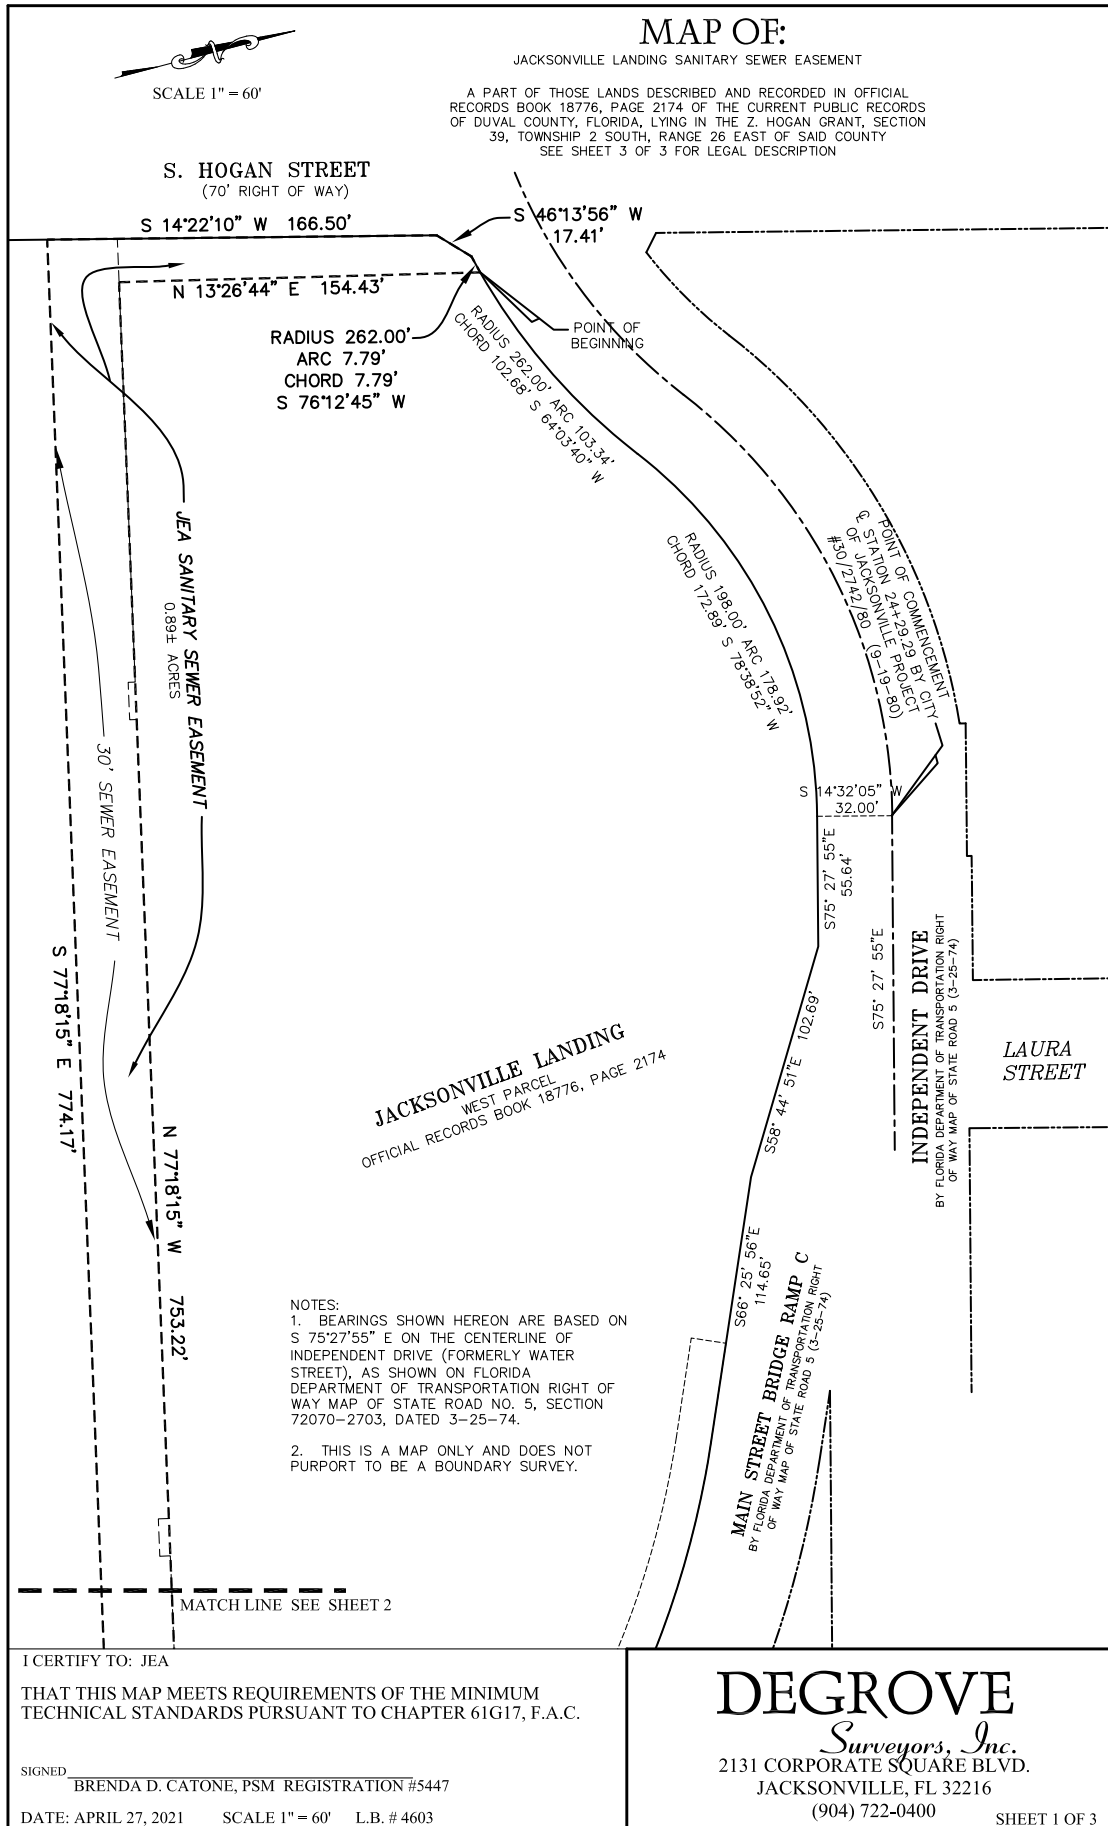 MAP OF:
JACKSONVILLE LANDING SANITARY SEWER EASEMENT
SCALE 1" = 60'
A PART OF THOSE LANDS DESCRIBED AND RECORDED IN OFFICIAL
RECORDS BOOK 18776, PAGE 2174 OF THE CURRENT PUBLIC RECORDS
OF DUVAL COUNTY, FLORIDA, LYING IN THE Z. HOGAN GRANT, SECTION
39, TOWNSHIP 2 SOUTH, RANGE 26 EAST OF SAID COUNTY
SEE SHEET 3 OF 3 FOR LEGAL DESCRIPTION
S. HOGAN STREET
(70' RIGHT OF WAY)
S 14°22'10" W 166.50'
S 46°13'56" W
17.41'
N 13°26'44" E 154.43'
RADIUS 262.00'
ARC 7.79'
CHORD 7.79'
S 76°12'45" W
POINT OF
BEGINNING
RADIUS 262.00' ARC 103.34'
CHORD 102.68' S 64°03'40" W
RADIUS 198.00' ARC 178.92'
CHORD 172.89' S 78°38'52" W
POINT OF COMMENCEMENT
℄ STATION 24+29.29 BY CITY
OF JACKSONVILLE PROJECT
#30/2742/80 (9-19-80)
JEA SANITARY SEWER EASEMENT
0.89± ACRES
30' SEWER EASEMENT
S 14°32'05" W
32.00'
S75° 27' 55"E
55.64'
S75° 27' 55"E
INDEPENDENT DRIVE
BY FLORIDA DEPARTMENT OF TRANSPORTATION RIGHT
OF WAY MAP OF STATE ROAD 5 (3-25-74)
LAURA
STREET
S 77°18'15" E 774.17'
N 77°18'15" W 753.22'
JACKSONVILLE LANDING
WEST PARCEL
OFFICIAL RECORDS BOOK 18776, PAGE 2174
S58° 44' 51"E 102.69'
S66° 25' 56"E
114.65'
MAIN STREET BRIDGE RAMP C
BY FLORIDA DEPARTMENT OF TRANSPORTATION RIGHT
OF WAY MAP OF STATE ROAD 5 (3-25-74)
NOTES:
1. BEARINGS SHOWN HEREON ARE BASED ON
S 75°27'55" E ON THE CENTERLINE OF
INDEPENDENT DRIVE (FORMERLY WATER
STREET), AS SHOWN ON FLORIDA
DEPARTMENT OF TRANSPORTATION RIGHT OF
WAY MAP OF STATE ROAD NO. 5, SECTION
72070-2703, DATED 3-25-74.
2. THIS IS A MAP ONLY AND DOES NOT
PURPORT TO BE A BOUNDARY SURVEY.
MATCH LINE SEE SHEET 2
I CERTIFY TO: JEA
THAT THIS MAP MEETS REQUIREMENTS OF THE MINIMUM
TECHNICAL STANDARDS PURSUANT TO CHAPTER 61G17, F.A.C.
SIGNED
BRENDA D. CATONE, PSM REGISTRATION #5447
DATE: APRIL 27, 2021 SCALE 1" = 60' L.B. # 4603
DEGROVE
Surveyors, Inc.
2131 CORPORATE SQUARE BLVD.
JACKSONVILLE, FL 32216
(904) 722-0400
SHEET 1 OF 3